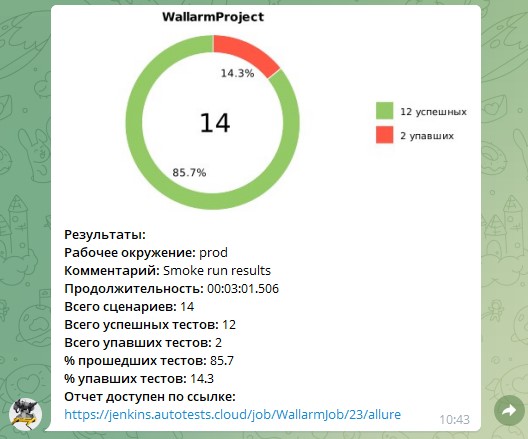 WallarmProject
14.3%
14
85.7%
12 успешных
2 упавших
Результаты:
Рабочее окружение: prod
Комментарий: Smoke run results
Продолжительность: 00:03:01.506
Всего сценариев: 14
Всего успешных тестов: 12
Всего упавших тестов: 2
% прошедших тестов: 85.7
% упавших тестов: 14.3
Отчет доступен по ссылке:
https://jenkins.autotests.cloud/job/WallarmJob/23/allure
10:43